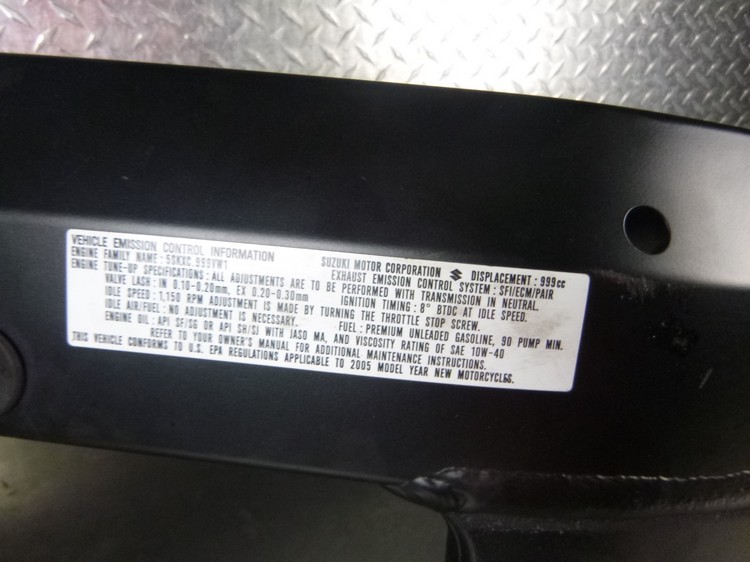 VEHICLE EMISSION CONTROL INFORMATION SUZUKI MOTOR CORPORATION DISPLACEMENT : 999cc
ENGINE FAMILY NAME : 5SKXC.999TW1 EXHAUST EMISSION CONTROL SYSTEM : SFI/ECM/PAIR
ENGINE TUNE-UP SPECIFICATIONS : ALL ADJUSTMENTS ARE TO BE PERFORMED WITH TRANSMISSION IN NEUTRAL.
VALVE LASH : IN 0.10-0.20mm EX 0.20-0.30mm IGNITION TIMING : 8° BTDC AT IDLE SPEED.
IDLE SPEED : 1,150 RPM ADJUSTMENT IS MADE BY TURNING THE THROTTLE STOP SCREW.
IDLE AIR/FUEL : NO ADJUSTMENT IS NECESSARY. FUEL : PREMIUM UNLEADED GASOLINE, 90 PUMP MIN.
ENGINE OIL : API SF/SG OR API SH/SJ WITH JASO MA, AND VISCOSITY RATING OF SAE 10W-40
REFER TO YOUR OWNER'S MANUAL FOR ADDITIONAL MAINTENANCE INSTRUCTIONS.
THIS VEHICLE CONFORMS TO U.S. EPA REGULATIONS APPLICABLE TO 2005 MODEL YEAR NEW MOTORCYCLES.